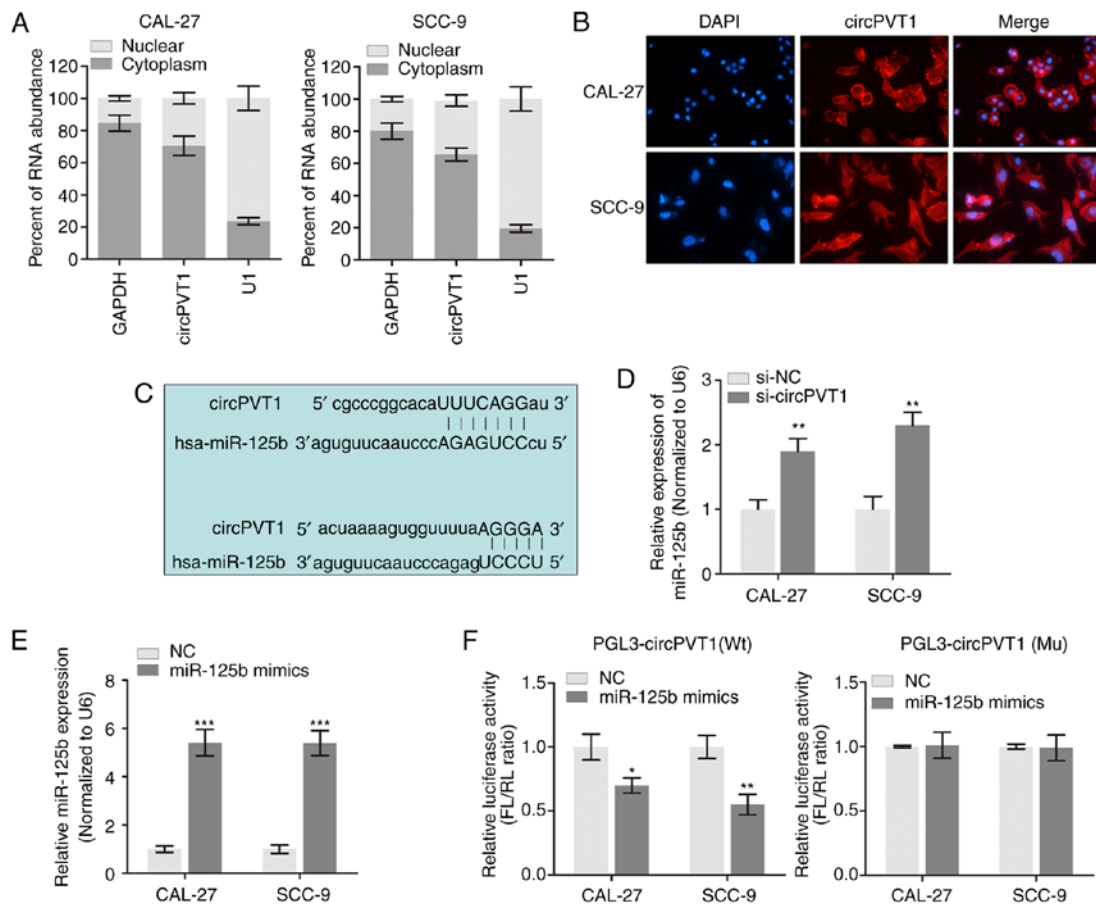 A
CAL-27
Nuclear
Cytoplasm
Percent of RNA abundance
120
100
80
60
40
20
0
GAPDH
circPVT1
U1
SCC-9
Nuclear
Cytoplasm
Percent of RNA abundance
120
100
80
60
40
20
0
GAPDH
circPVT1
U1
B
DAPI circPVT1 Merge
CAL-27
SCC-9
C
circPVT1 5′ cgcccggcacaUUUCAGGau 3′
hsa-miR-125b 3′aguguucaaucccAGAGUCCcu 5′
circPVT1 5′ acuaaaagugguuuuaAGGGA 3′
hsa-miR-125b 3′aguguucaaucccagagUCCCU 5′
D
si-NC
si-circPVT1
Relative expression of
miR-125b (Normalized to U6)
3
2
1
0
**
**
CAL-27 SCC-9
E
NC
miR-125b mimics
Relative miR-125b expression
(Normalized to U6)
8
6
4
2
0
***
***
CAL-27 SCC-9
F
PGL3-circPVT1(Wt)
NC
miR-125b mimics
Relative luciferase activity
(FL/RL ratio)
1.5
1.0
0.5
0
*
**
CAL-27 SCC-9
PGL3-circPVT1 (Mu)
NC
miR-125b mimics
Relative luciferase activity
(FL/RL ratio)
1.5
1.0
0.5
0
CAL-27 SCC-9